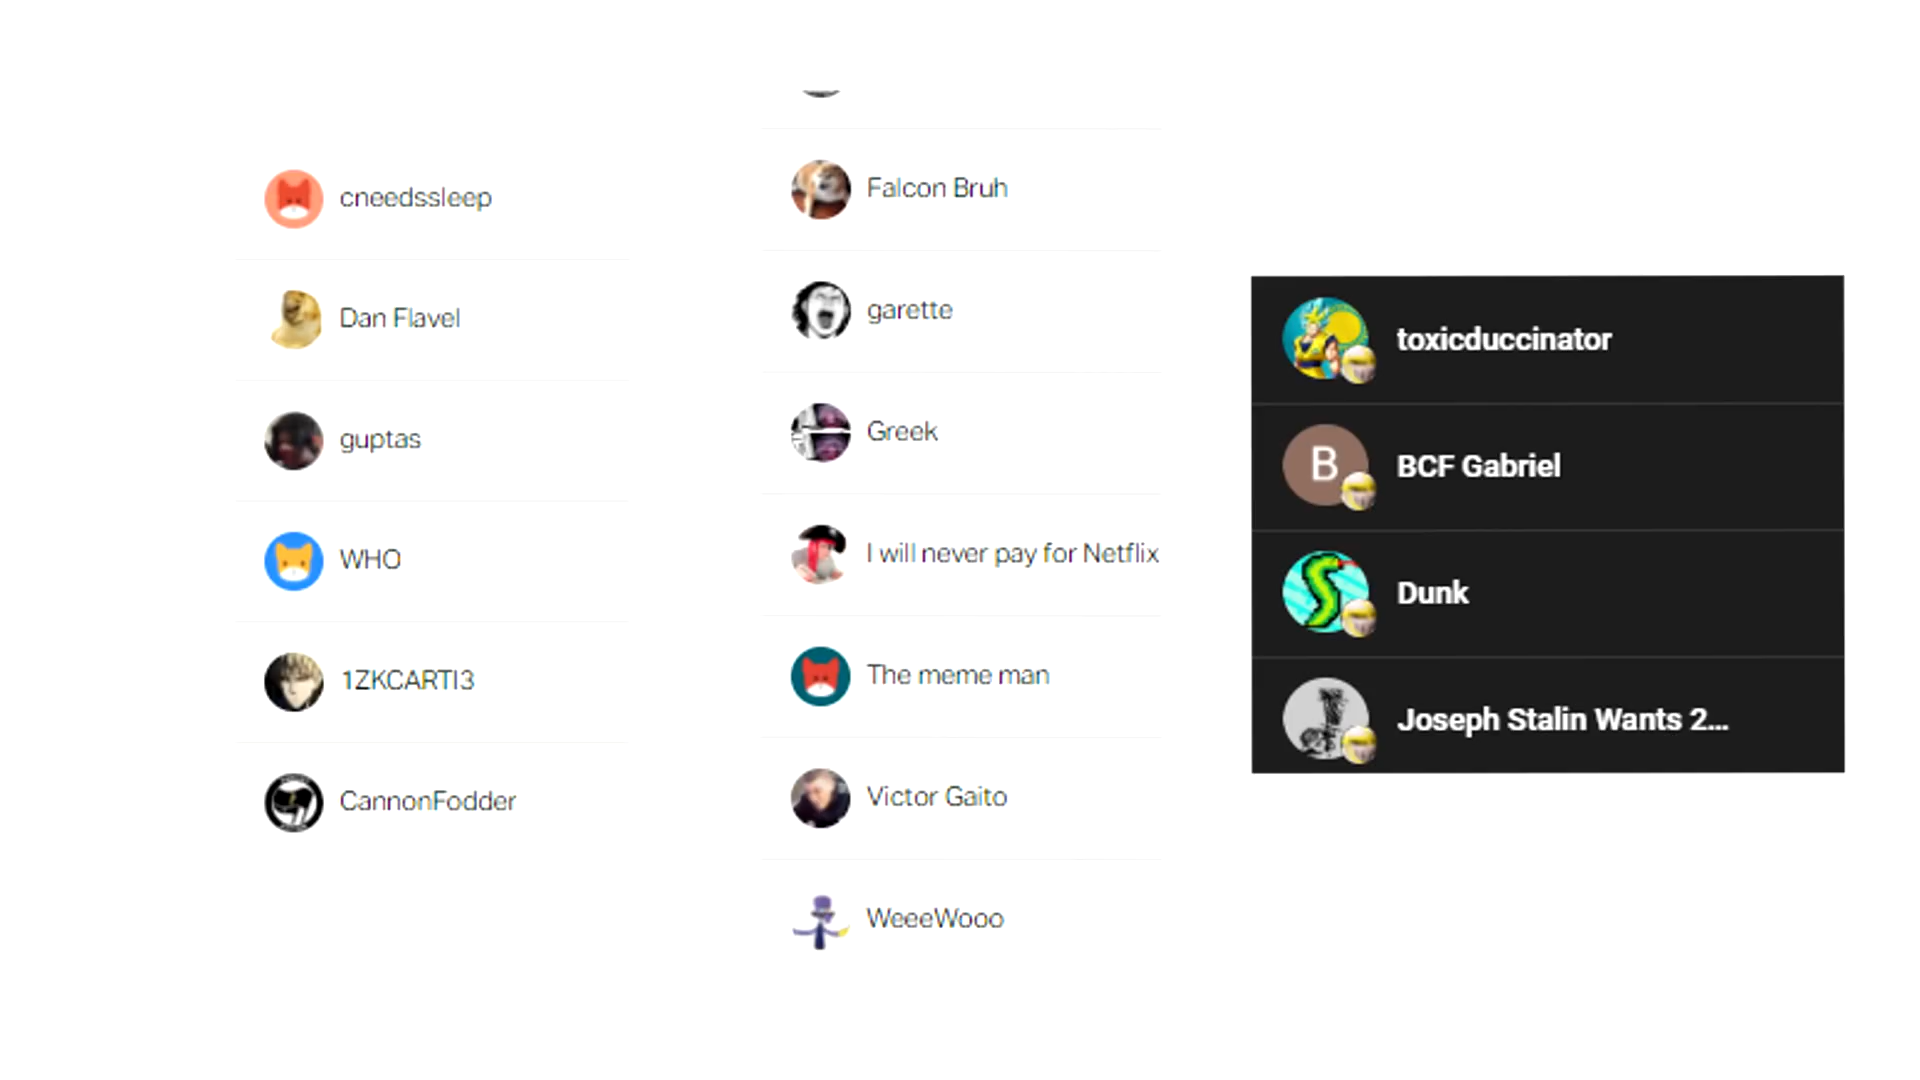 cneedssleep
Dan Flavel
guptas
WHO
1ZKCARTI3
CannonFodder
Falcon Bruh
garette
Greek
I will never pay for Netflix
The meme man
Victor Gaito
WeeeWooo
toxicduccinator
B
BCF Gabriel
Dunk
Joseph Stalin Wants 2...